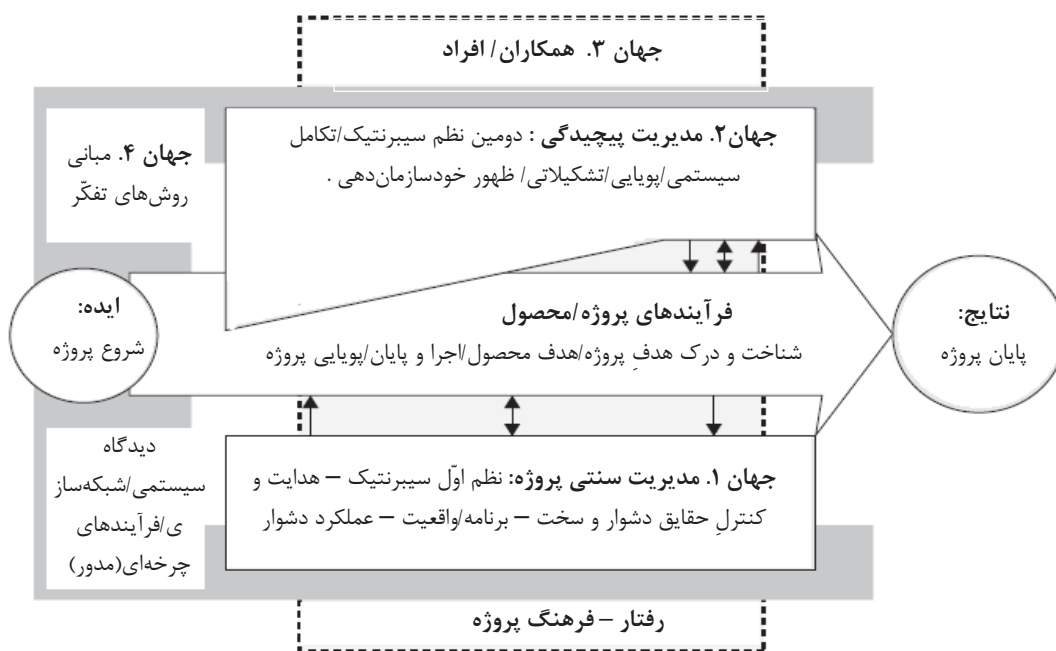 جهان ۳. همکاران/ افراد
جهان۲. مدیریت پیچیدگی : دومین نظم سیبرنتیک/تکامل
سیستمی/پویایی/تشکیلاتی/ ظهور خودسازمان‌دهی .
جهان ۴. مبانی
روش‌های تفکّر
ایده:
شروع پروژه
فرآیندهای پروژه/محصول
شناخت و درک هدفِ پروژه/هدف محصول/اجرا و پایان/پویایی پروژه
نتایج:
پایان پروژه
دیدگاه
سیستمی/شبکه‌ساز
ی/فرآیندهای
چرخه‌ای(مدور)
جهان ۱. مدیریت سنتی پروژه: نظم اوّل سیبرنتیک – هدایت و
کنترلِ حقایق دشوار و سخت – برنامه/واقعیت – عملکرد دشوار
رفتار – فرهنگ پروژه